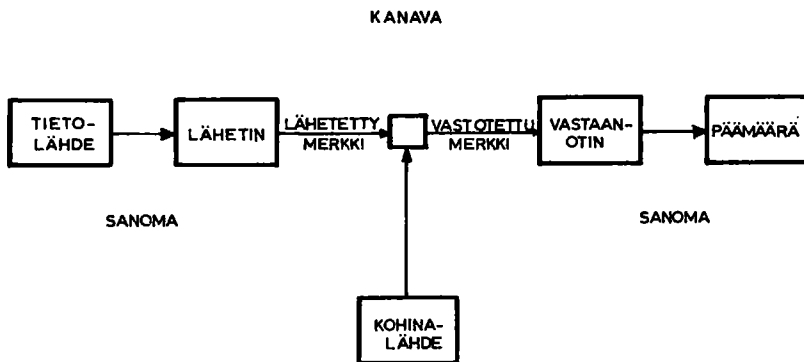 KANAVA
TIETO-
LÄHDE
LÄHETIN
LÄHETETTY
MERKKI
VASTOTETTU
MERKKI
VASTAAN-
OTIN
PÄÄMÄÄRÄ
SANOMA
SANOMA
KOHINA-
LÄHDE